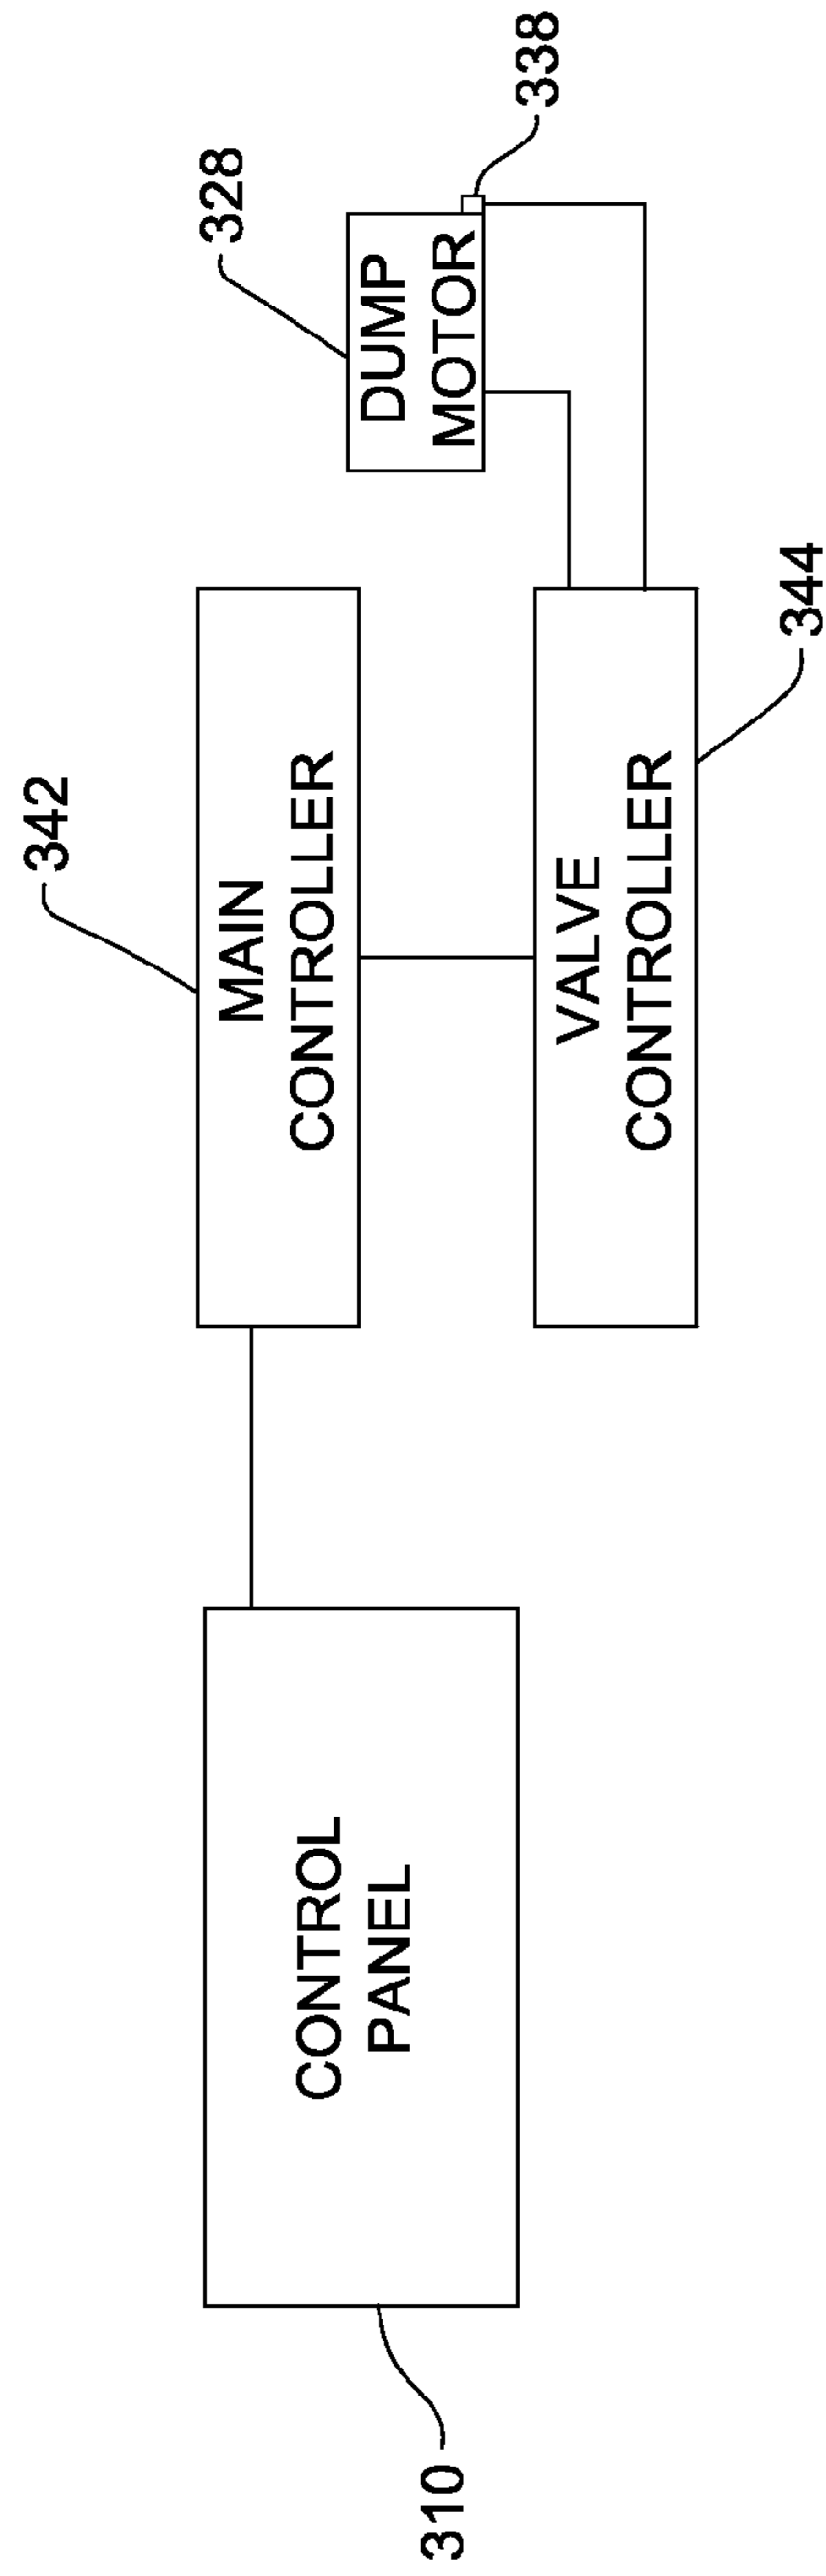 342
MAIN
CONTROLLER
328
DUMP
MOTOR
338
CONTROL
PANEL
310
VALVE
CONTROLLER
344